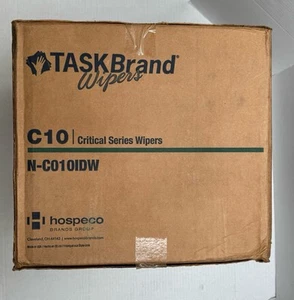 TASKBrand
Wipers
C10 | Critical Series Wipers
N-C010IDW
hospeco
BRANDS GROUP